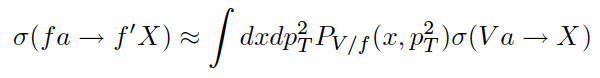 σ(fa → f′X) ≈ ∫ dxdp_T^2 P_{V/f}(x, p_T^2)σ(Va → X)